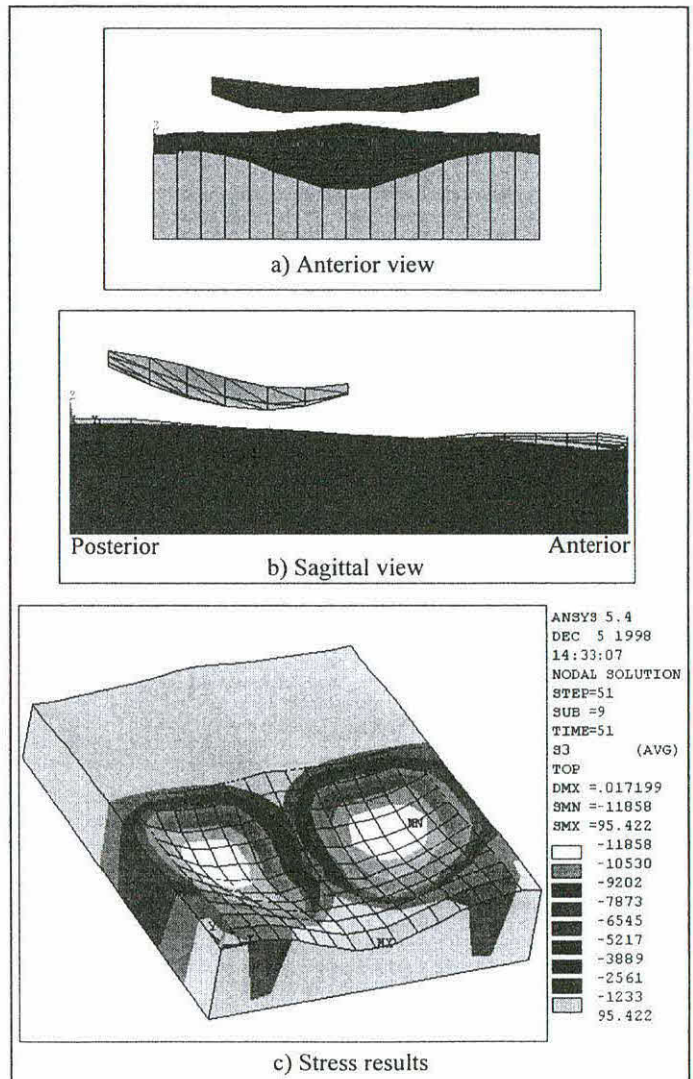 Z
a) Anterior view
Z
Posterior
Anterior
b) Sagittal view
ANSYS 5.4
DEC 5 1998
14:33:07
NODAL SOLUTION
STEP=51
SUB =9
TIME=51
S3 (AVG)
TOP
DMX =.017199
SMN =-11858
SMX =95.422
-11858
-10530
-9202
-7873
-6545
-5217
-3889
-2561
-1233
95.422
MN
MX
c) Stress results